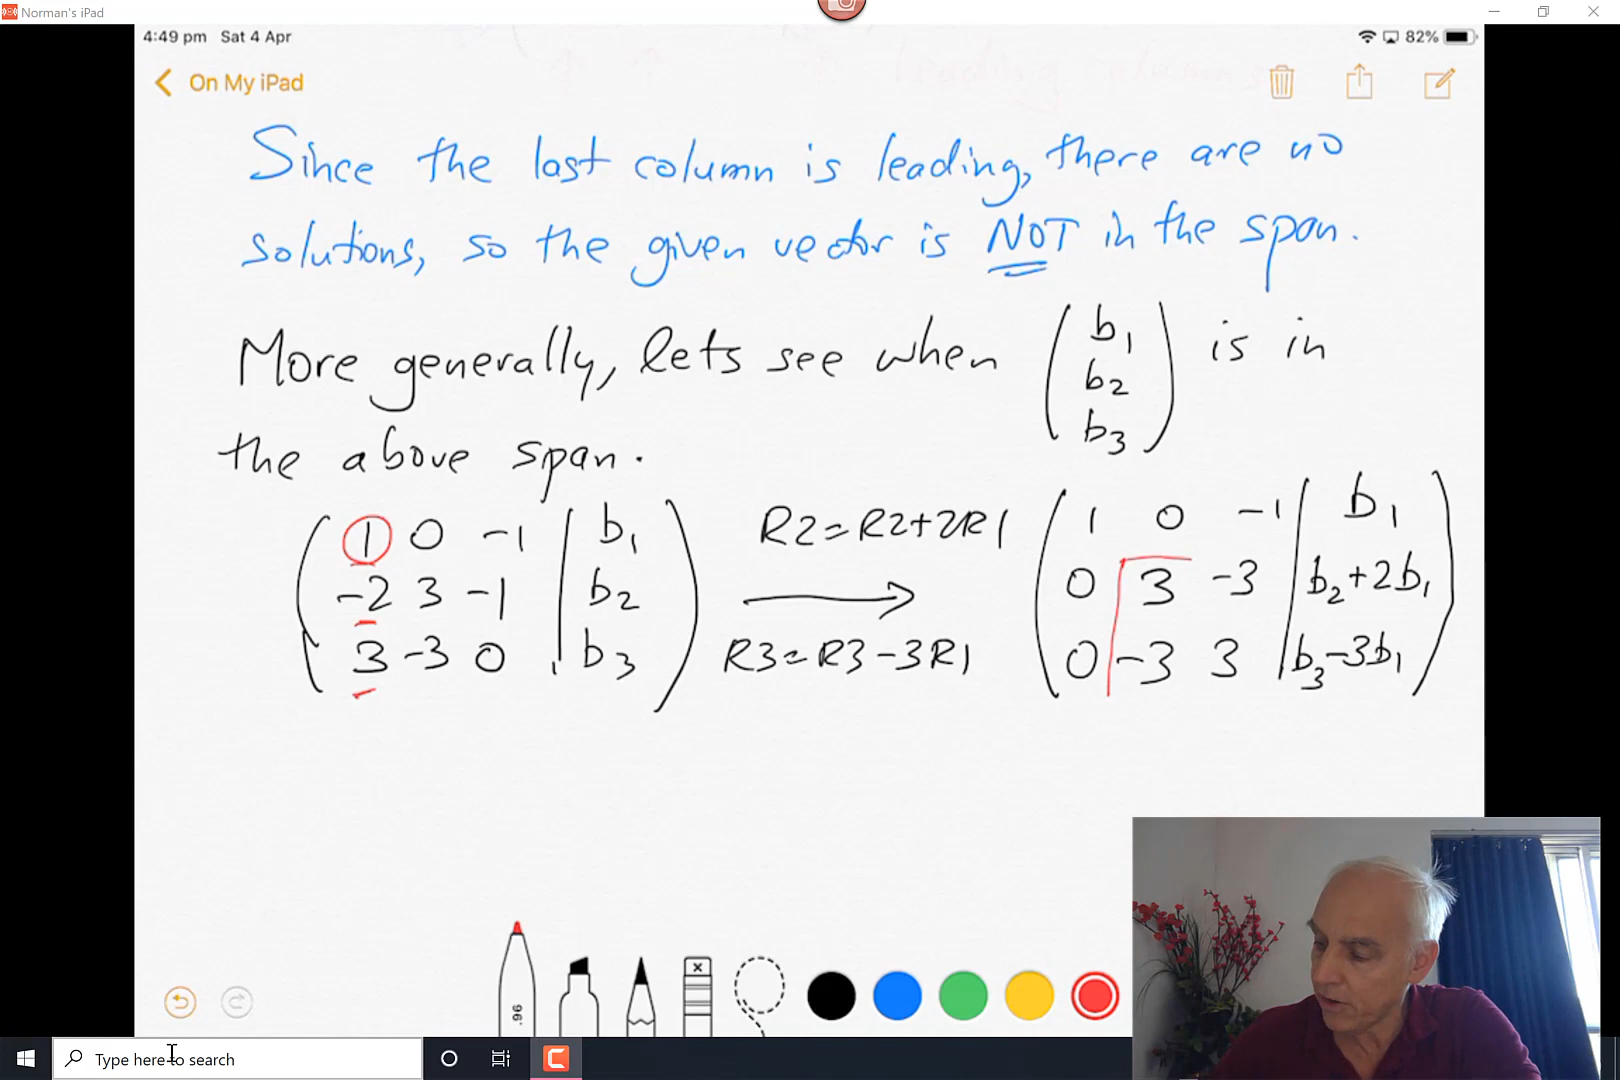 Norman's iPad
4:49 pm Sat 4 Apr
82%
On My iPad
Since the last column is leading, there are no
solutions, so the given vector is NOT in the span.
More generally, lets see when ( b₁ b₂ b₃ ) is in
the above span.
( 1 0 -1 | b₁ ) R2=R2+2R1 ( 1 0 -1 | b₁ )
( -2 3 -1 | b₂ ) → ( 0 3 -3 | b₂+2b₁ )
( 3 -3 0 | b₃ ) R3=R3-3R1 ( 0 -3 3 | b₃-3b₁ )
.96
Type here to search